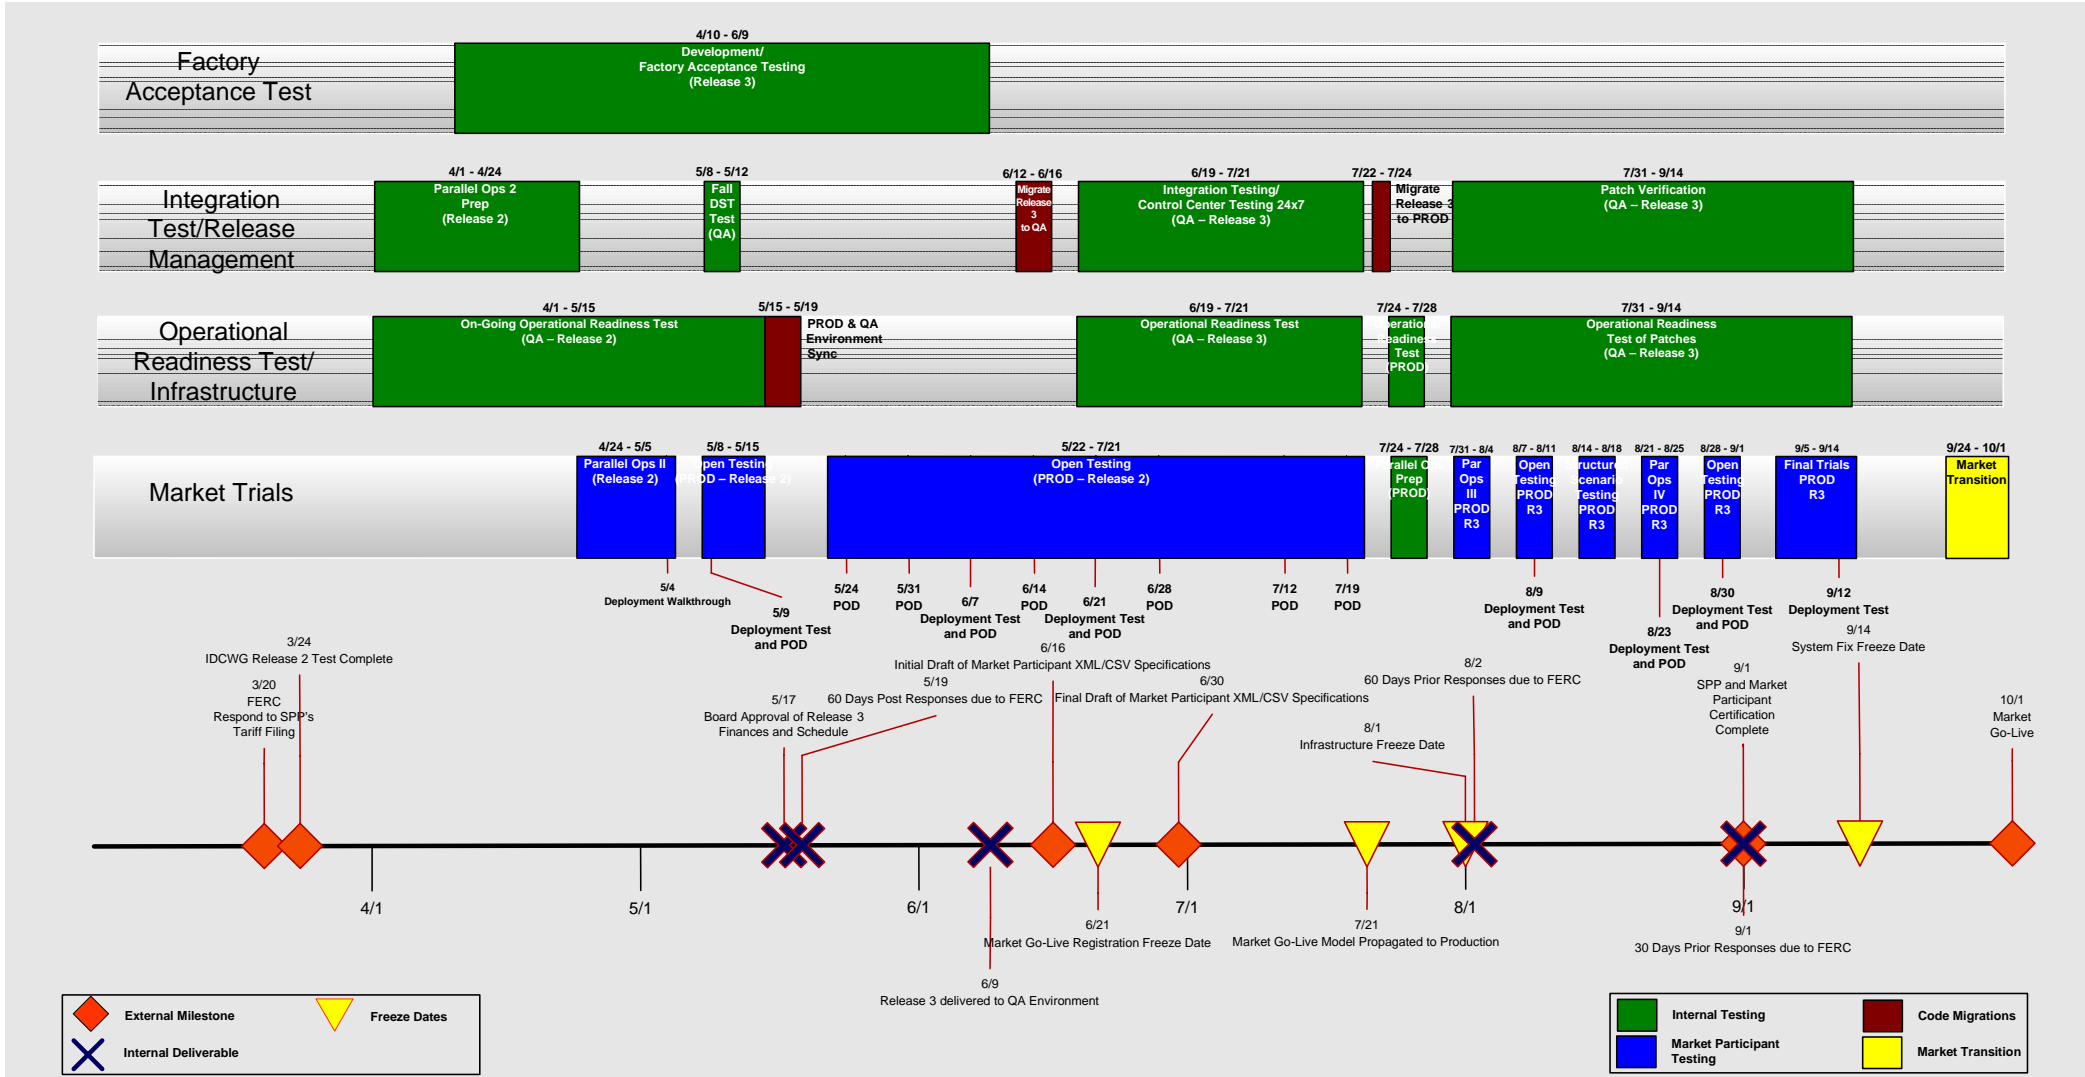 4/10 - 6/9
Factory
Acceptance Test
Development/
Factory Acceptance Testing
(Release 3)
Integration
Test/Release
Management
4/1 - 4/24
Parallel Ops 2
Prep
(Release 2)
5/8 - 5/12
Fall
DST
Test
(QA)
6/12 - 6/16
Migrate
Release
3
to QA
6/19 - 7/21
Integration Testing/
Control Center Testing 24x7
(QA – Release 3)
7/22 - 7/24
Migrate
Release 3
to PROD
7/31 - 9/14
Patch Verification
(QA – Release 3)
Operational
Readiness Test/
Infrastructure
4/1 - 5/15
On-Going Operational Readiness Test
(QA – Release 2)
5/15 - 5/19
PROD & QA
Environment
Sync
6/19 - 7/21
Operational Readiness Test
(QA – Release 3)
7/24 - 7/28
Operational
Readiness
Test
(PROD)
7/31 - 9/14
Operational Readiness
Test of Patches
(QA – Release 3)
Market Trials
4/24 - 5/5
Parallel Ops II
(Release 2)
5/8 - 5/15
Open Testing
(PROD – Release 2)
5/22 - 7/21
Open Testing
(PROD – Release 2)
7/24 - 7/28
Parallel Ops
Prep
(PROD)
7/31 - 8/4
Par
Ops
III
PROD
R3
8/7 - 8/11
Open
Testing
PROD
R3
8/14 - 8/18
Structured
Scenario
Testing
PROD
R3
8/21 - 8/25
Par
Ops
IV
PROD
R3
8/28 - 9/1
Open
Testing
PROD
R3
9/5 - 9/14
Final Trials
PROD
R3
9/24 - 10/1
Market
Transition
5/4
Deployment Walkthrough
5/9
Deployment Test
and POD
5/24
POD
5/31
POD
6/7
Deployment Test
and POD
6/14
POD
6/21
Deployment Test
and POD
6/28
POD
7/12
POD
7/19
POD
8/9
Deployment Test
and POD
8/23
Deployment Test
and POD
8/30
Deployment Test
and POD
9/12
Deployment Test
3/24
IDCWG Release 2 Test Complete
3/20
FERC
Respond to SPP's
Tariff Filing
5/17
Board Approval of Release 3
Finances and Schedule
5/19
60 Days Post Responses due to FERC
6/16
Initial Draft of Market Participant XML/CSV Specifications
6/30
Final Draft of Market Participant XML/CSV Specifications
8/1
Infrastructure Freeze Date
8/2
60 Days Prior Responses due to FERC
9/1
SPP and Market
Participant
Certification
Complete
9/14
System Fix Freeze Date
10/1
Market
Go-Live
4/1
5/1
6/1
7/1
8/1
9/1
6/9
Release 3 delivered to QA Environment
6/21
Market Go-Live Registration Freeze Date
7/21
Market Go-Live Model Propagated to Production
9/1
30 Days Prior Responses due to FERC
External Milestone
Freeze Dates
Internal Deliverable
Internal Testing
Code Migrations
Market Participant
Testing
Market Transition